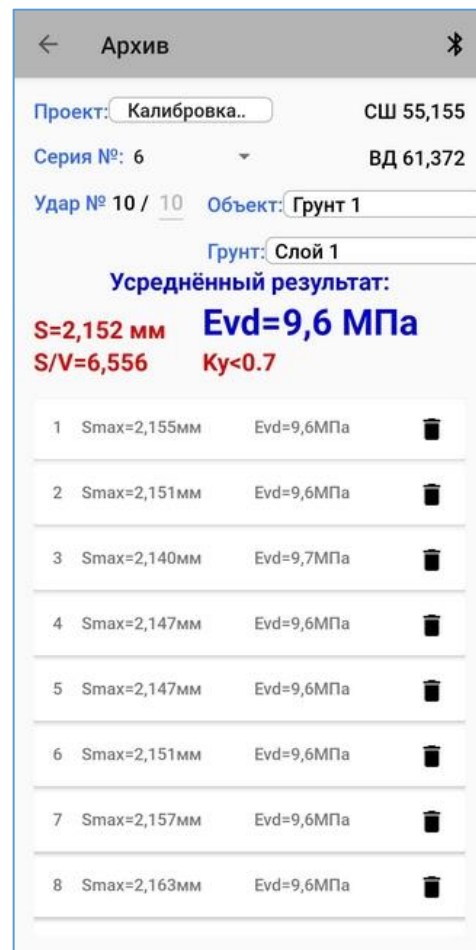 Архив
Проект: Калибровка.. СШ 55,155
Серия №: 6 ВД 61,372
Удар № 10 / 10 Объект: Грунт 1
Грунт: Слой 1
Усреднённый результат:
S=2,152 мм Evd=9,6 МПа
S/V=6,556 Ky<0.7
1 Smax=2,155мм Evd=9,6МПа
2 Smax=2,151мм Evd=9,6МПа
3 Smax=2,140мм Evd=9,7МПа
4 Smax=2,147мм Evd=9,6МПа
5 Smax=2,147мм Evd=9,6МПа
6 Smax=2,151мм Evd=9,6МПа
7 Smax=2,157мм Evd=9,6МПа
8 Smax=2,163мм Evd=9,6МПа